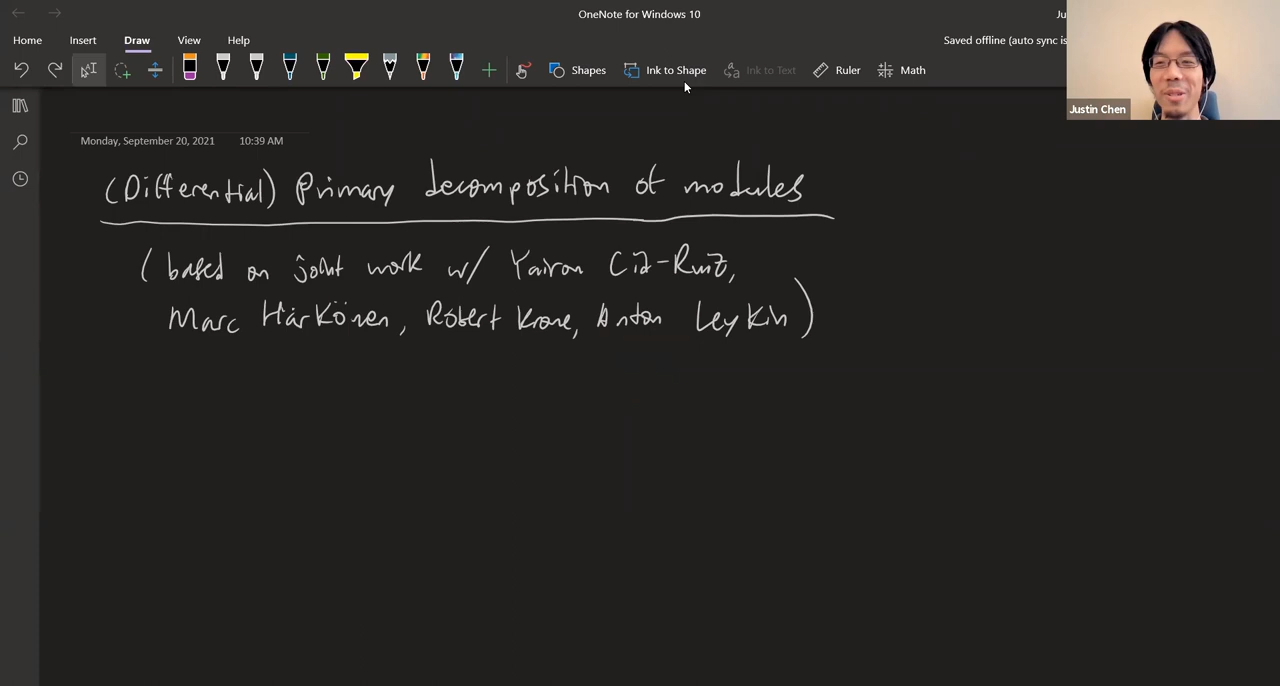 OneNote for Windows 10
Ju
Home Insert Draw View Help
Saved offline (auto sync is
Shapes Ink to Shape Ink to Text Ruler Math
Justin Chen
Monday, September 20, 2021 10:39 AM
(Differential) Primary decomposition of modules
(based on joint work w/ Yairon Cid-Ruiz,
Marc Härkönen, Robert Krone, Anton Leykin)